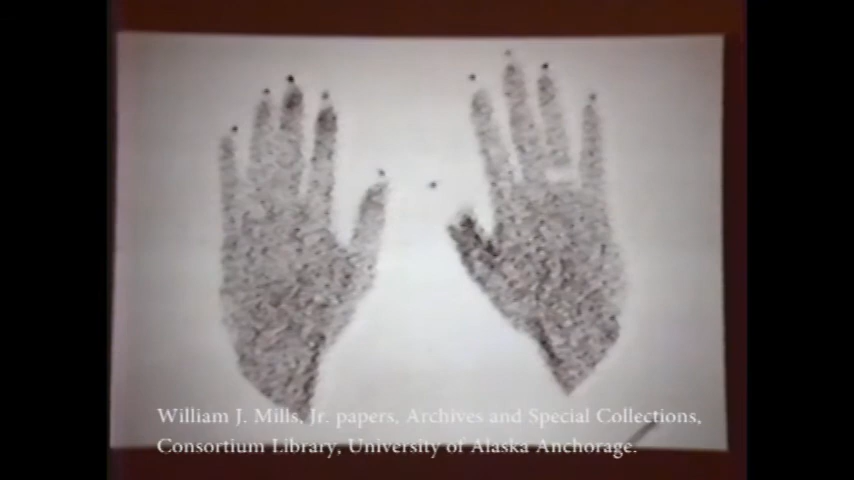 William J. Mills, Jr. papers, Archives and Special Collections,
Consortium Library, University of Alaska Anchorage.